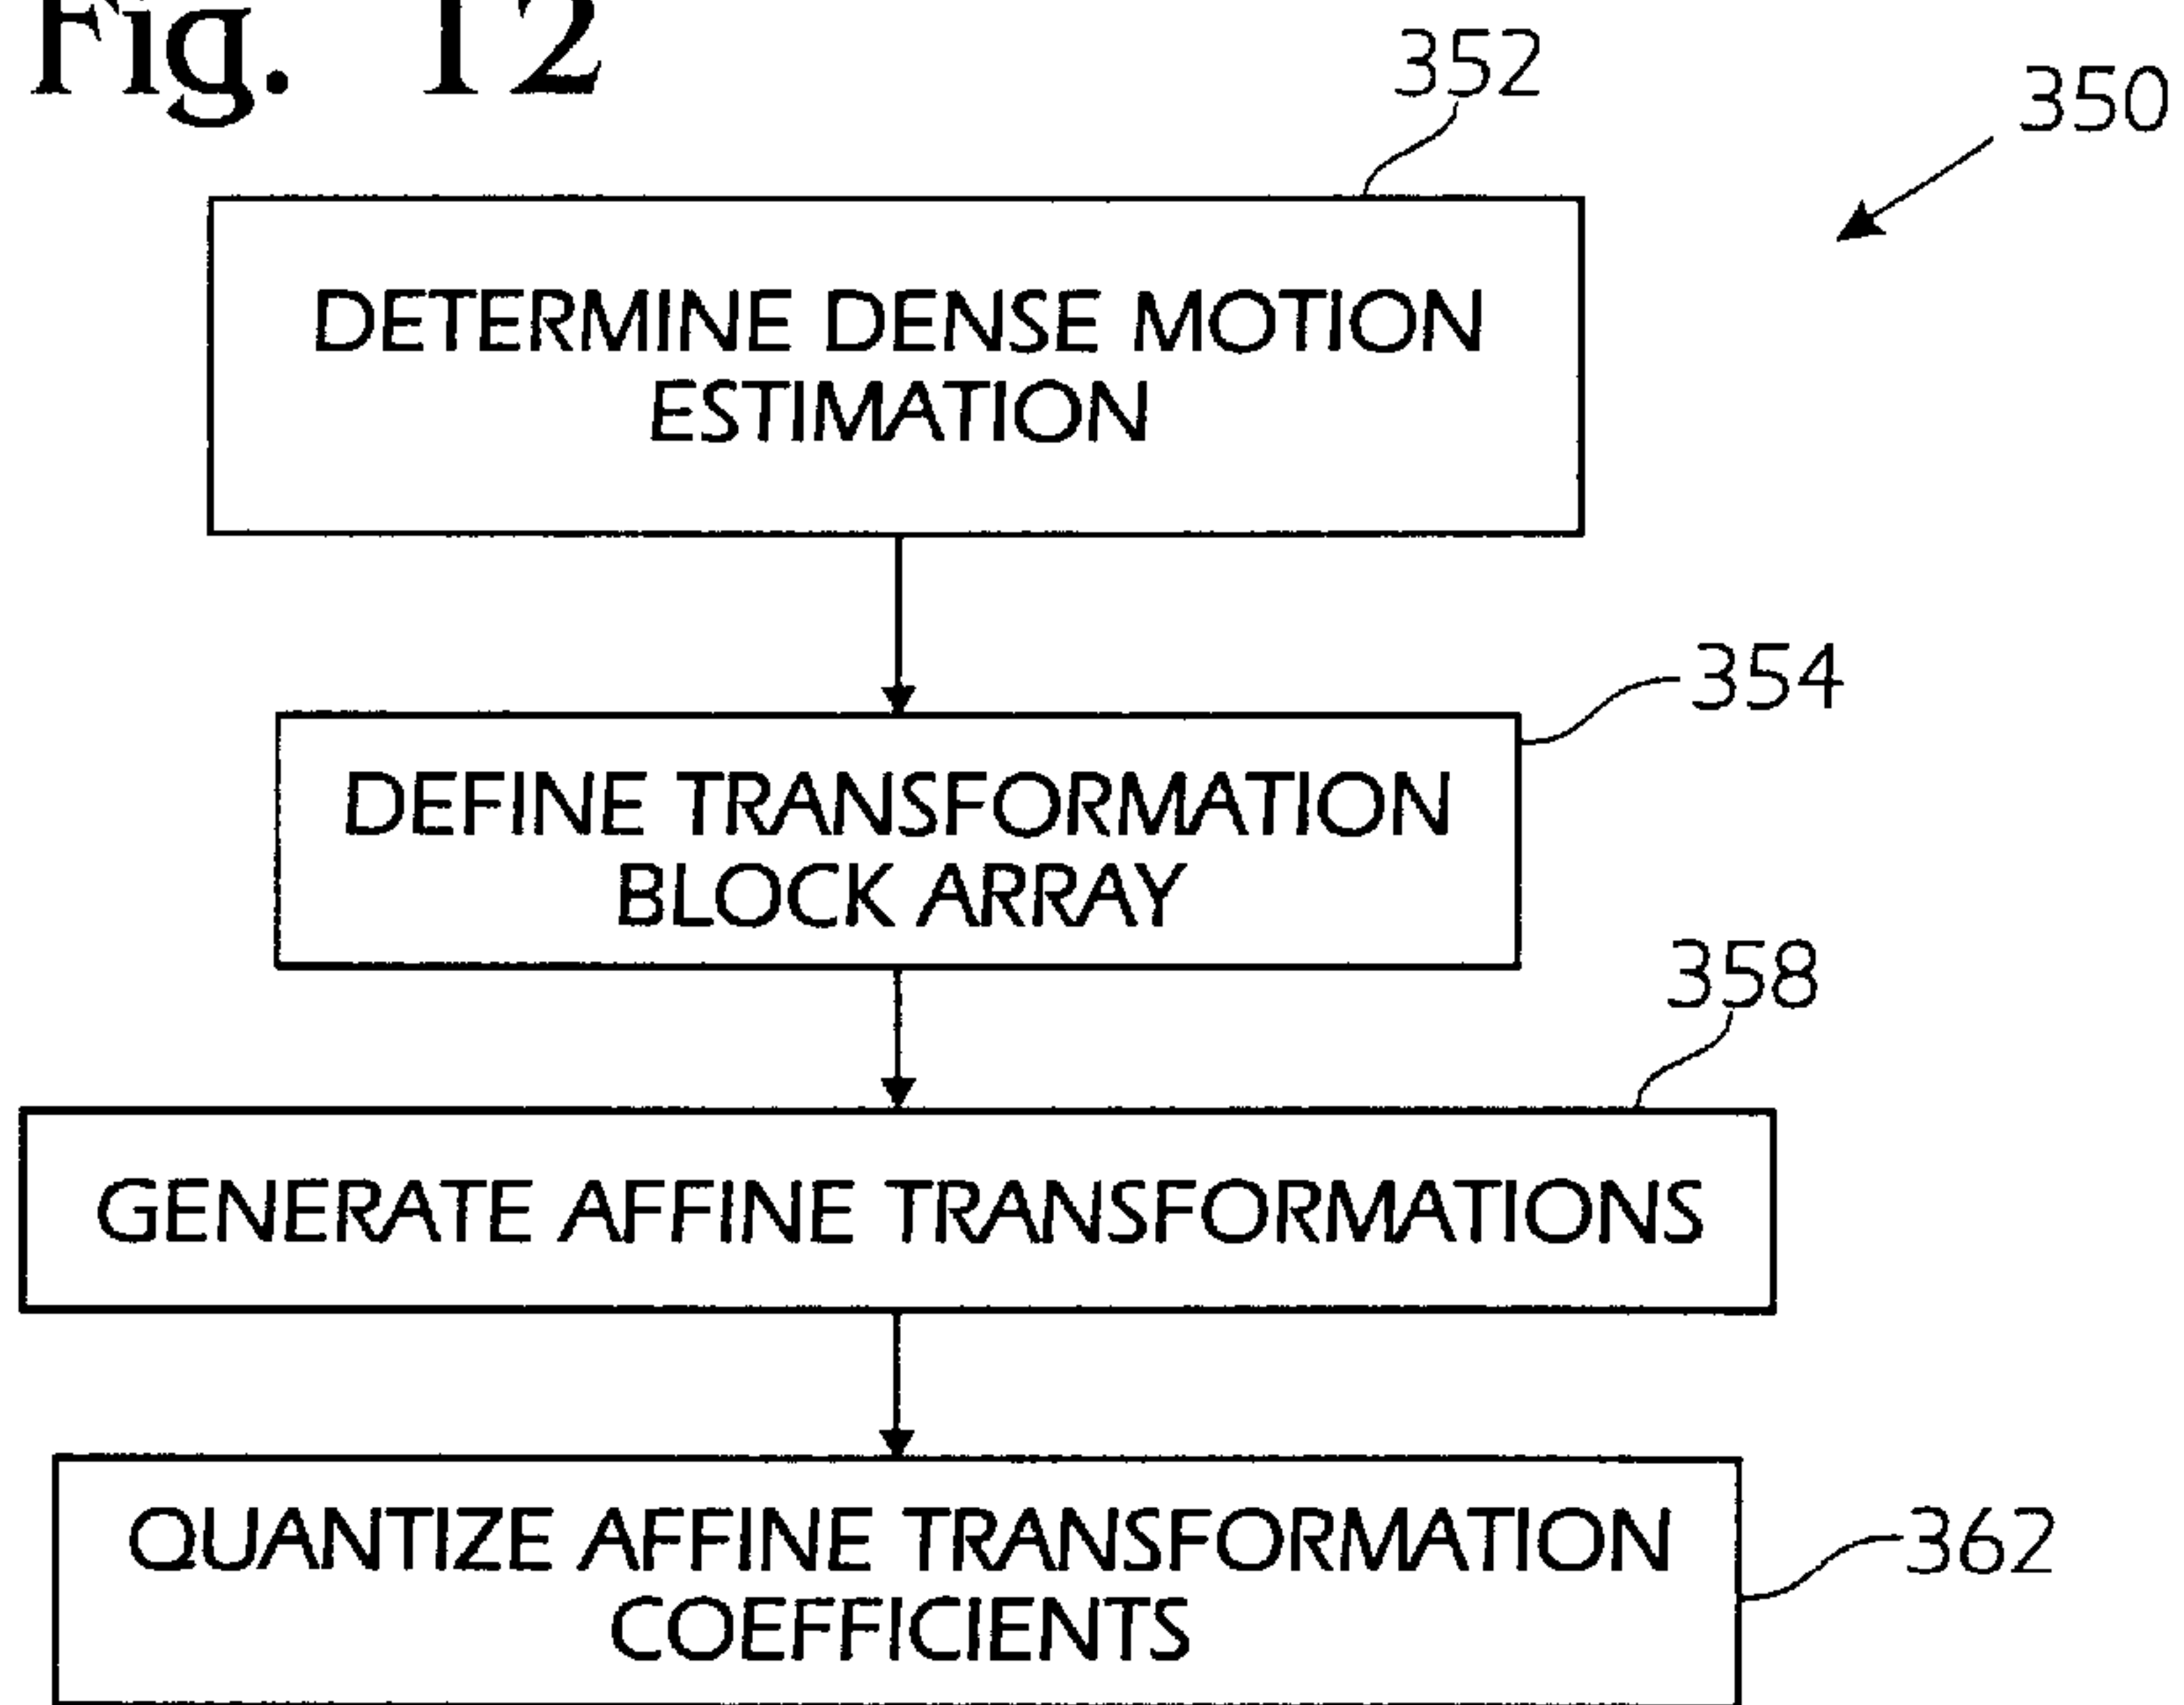 Fig. 12
352
350
DETERMINE DENSE MOTION
ESTIMATION
354
DEFINE TRANSFORMATION
BLOCK ARRAY
358
GENERATE AFFINE TRANSFORMATIONS
QUANTIZE AFFINE TRANSFORMATION
COEFFICIENTS
362